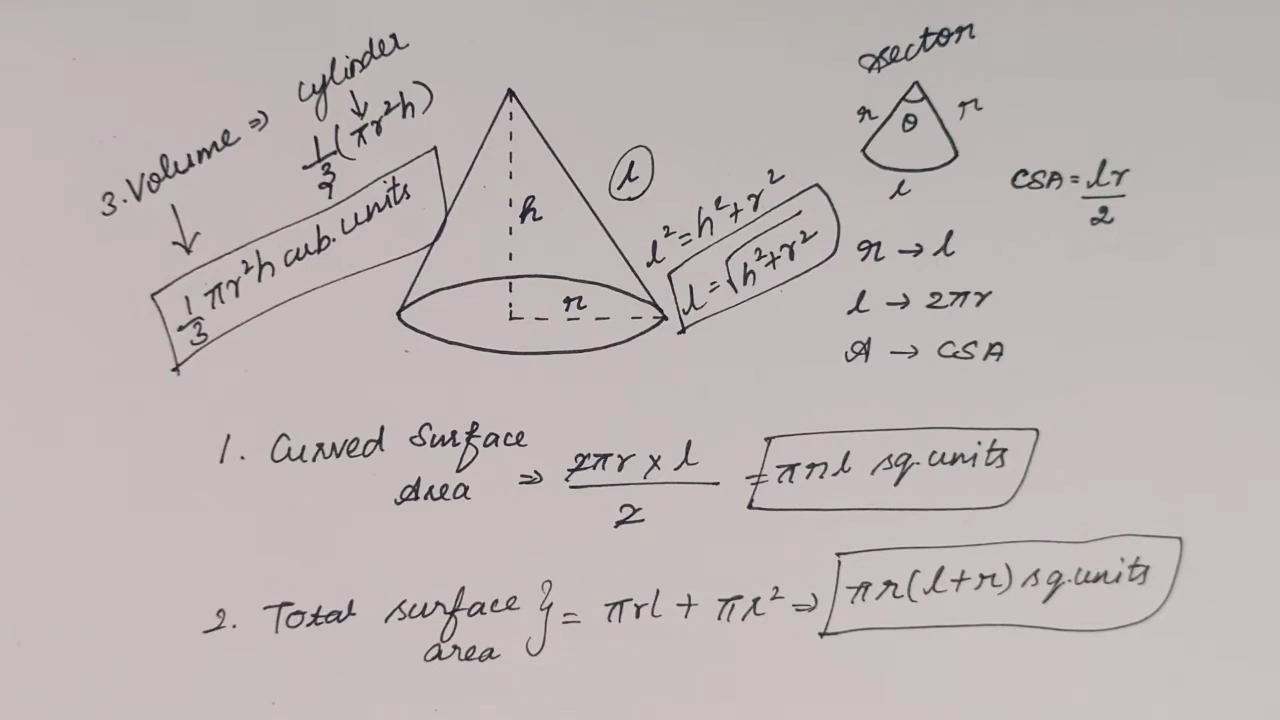 3. Volume ⇒ cylinder
↓
1/3 (πr²h)
↓
1/3 πr²h cub. units
h
r
l
l² = h² + r²
l = √h² + r²
sector
r θ r
l
CSA = lr/2
r → l
l → 2πr
A → CSA
1. Curved Surface
Area ⇒ 2πr × l / 2 = πrl sq. units
2. Total surface
area } = πrl + πr² ⇒ πr(l+r) sq.units